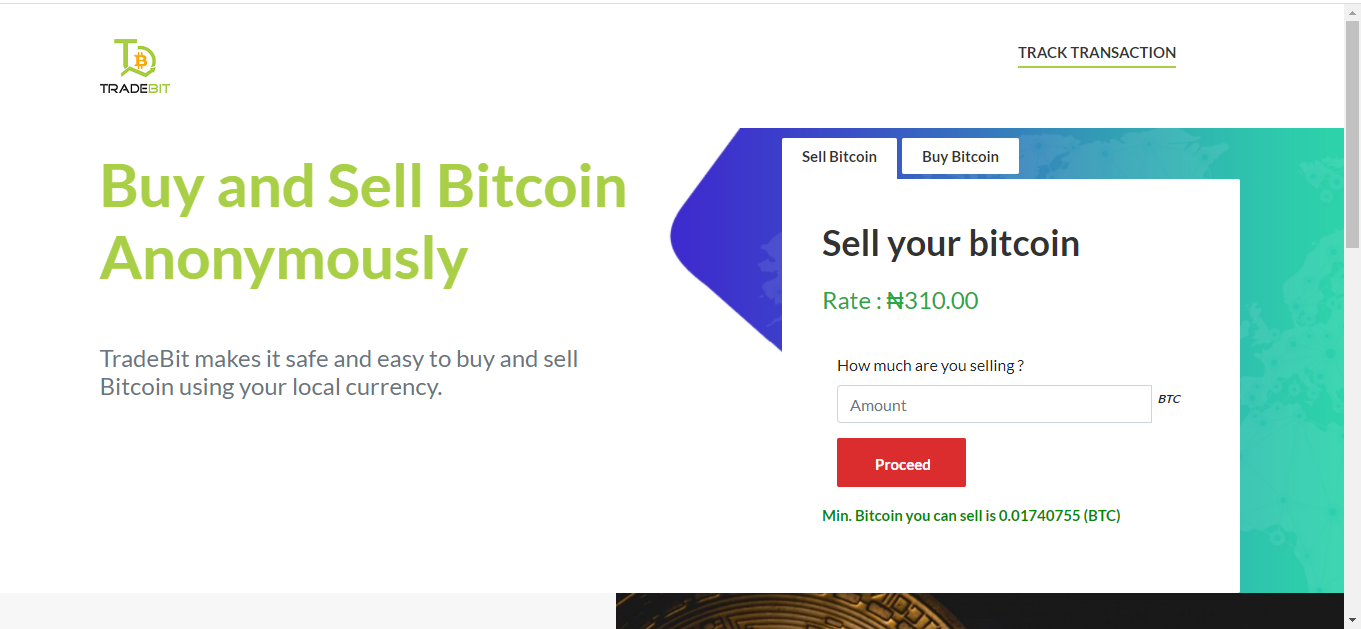 TRADEBIT
TRACK TRANSACTION
Buy and Sell Bitcoin
Anonymously
TradeBit makes it safe and easy to buy and sell
Bitcoin using your local currency.
Sell Bitcoin
Buy Bitcoin
Sell your bitcoin
Rate : ₦310.00
How much are you selling ?
Amount
BTC
Proceed
Min. Bitcoin you can sell is 0.01740755 (BTC)